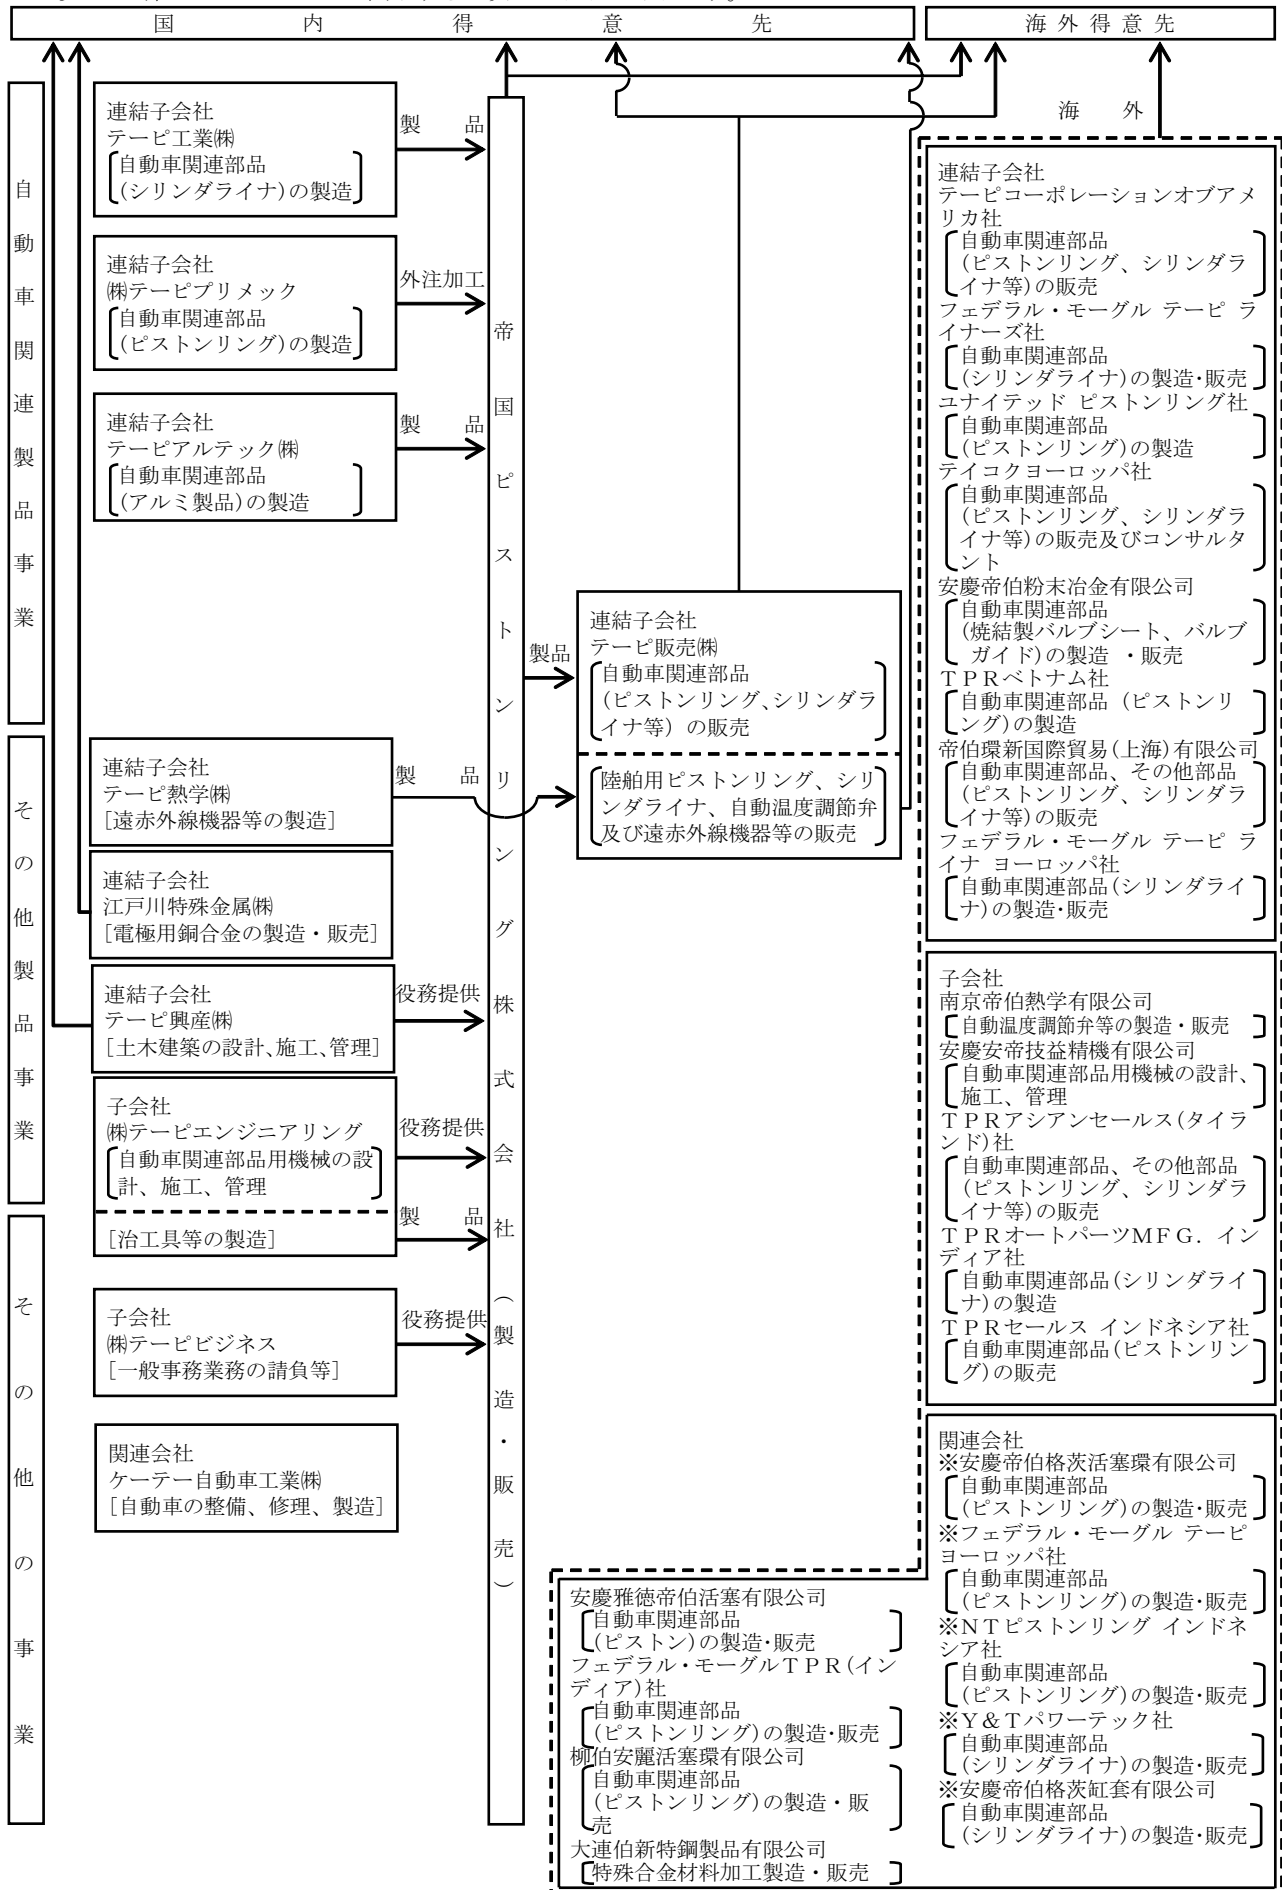 国内得意先
海外得意先
海外
自動車関連製品事業
連結子会社
テーピ工業㈱
自動車関連部品
(シリンダライナ)の製造
製品
連結子会社
㈱テーピプリメック
自動車関連部品
(ピストンリング)の製造
外注加工
連結子会社
テーピアルテック㈱
自動車関連部品
(アルミ製品)の製造
製品
その他製品事業
連結子会社
テーピ熱学㈱
[遠赤外線機器等の製造]
製品
連結子会社
江戸川特殊金属㈱
[電極用銅合金の製造・販売]
連結子会社
テーピ興産㈱
[土木建築の設計、施工、管理]
役務提供
子会社
㈱テーピエンジニアリング
自動車関連部品用機械の設
計、施工、管理
役務提供
[治工具等の製造]
製品
その他の事業
子会社
㈱テーピビジネス
[一般事務業務の請負等]
役務提供
関連会社
ケーテー自動車工業㈱
[自動車の整備、修理、製造]
帝国ピストンリング株式会社(製造・販売)
製品
連結子会社
テーピ販売㈱
自動車関連部品
(ピストンリング、シリンダラ
イナ等）の販売
陸舶用ピストンリング、シリ
ンダライナ、自動温度調節弁
及び遠赤外線機器等の販売
連結子会社
テーピコーポレーションオブアメ
リカ社
自動車関連部品
(ピストンリング、シリンダラ
イナ等)の販売
フェデラル・モーグル テーピ ラ
イナーズ社
自動車関連部品
(シリンダライナ)の製造・販売
ユナイテッド ピストンリング社
自動車関連部品
(ピストンリング)の製造
テイコクヨーロッパ社
自動車関連部品
(ピストンリング、シリンダラ
イナ等)の販売及びコンサルタ
ント
安慶帝伯粉末冶金有限公司
自動車関連部品
(焼結製バルブシート、バルブ
ガイド)の製造 ・販売
ＴＰＲベトナム社
自動車関連部品 (ピストンリ
ング)の製造
帝伯環新国際貿易(上海)有限公司
自動車関連部品、その他部品
(ピストンリング、シリンダラ
イナ等)の販売
フェデラル・モーグル テーピ ラ
イナ ヨーロッパ社
自動車関連部品(シリンダライ
ナ)の製造・販売
子会社
南京帝伯熱学有限公司
自動温度調節弁等の製造・販売
安慶安帝技益精機有限公司
自動車関連部品用機械の設計、
施工、管理
ＴＰＲアシアンセールス(タイラ
ンド)社
自動車関連部品、その他部品
(ピストンリング、シリンダラ
イナ等)の販売
ＴＰＲオートパーツＭＦＧ．イン
ディア社
自動車関連部品(シリンダライ
ナ)の製造
ＴＰＲセールス インドネシア社
自動車関連部品(ピストンリン
グ)の販売
関連会社
※安慶帝伯格茨活塞環有限公司
自動車関連部品
(ピストンリング)の製造・販売
※フェデラル・モーグル テーピ
ヨーロッパ社
自動車関連部品
(ピストンリング)の製造・販売
※ＮＴピストンリング インドネ
シア社
自動車関連部品
(ピストンリング)の製造・販売
※Ｙ＆Ｔパワーテック社
自動車関連部品
(シリンダライナ)の製造・販売
※安慶帝伯格茨缸套有限公司
自動車関連部品
(シリンダライナ)の製造・販売
安慶雅徳帝伯活塞有限公司
自動車関連部品
(ピストン)の製造・販売
フェデラル・モーグルＴＰＲ(イン
ディア)社
自動車関連部品
(ピストンリング)の製造・販売
柳伯安麗活塞環有限公司
自動車関連部品
(ピストンリング)の製造・販
売
大連伯新特鋼製品有限公司
特殊合金材料加工製造・販売